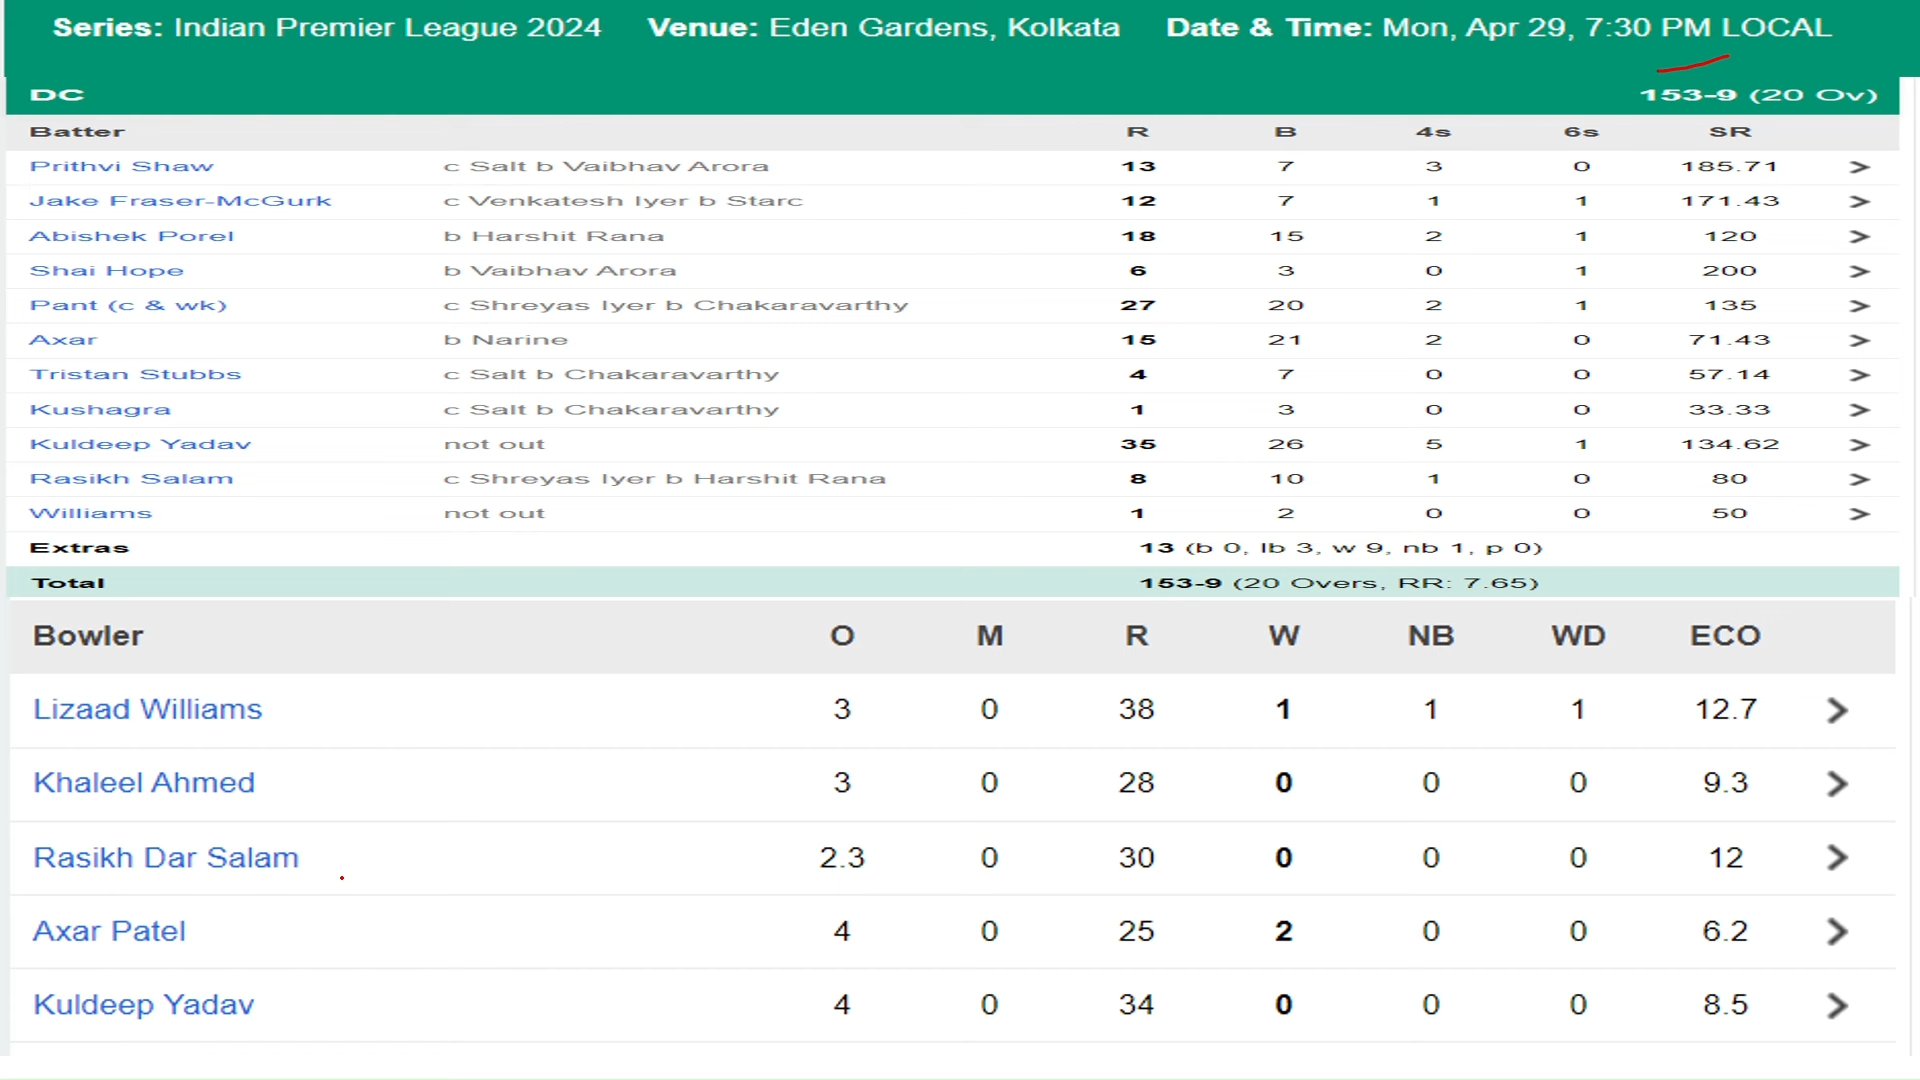 Series: Indian Premier League 2024 Venue: Eden Gardens, Kolkata Date & Time: Mon, Apr 29, 7:30 PM LOCAL
DC 153-9 (20 Ov)
Batter R B 4s 6s SR
Prithvi Shaw c Salt b Vaibhav Arora 13 7 3 0 185.71
Jake Fraser-McGurk c Venkatesh Iyer b Starc 12 7 1 1 171.43
Abishek Porel b Harshit Rana 18 15 2 1 120
Shai Hope b Vaibhav Arora 6 3 0 1 200
Pant (c & wk) c Shreyas Iyer b Chakaravarthy 27 20 2 1 135
Axar b Narine 15 21 2 0 71.43
Tristan Stubbs c Salt b Chakaravarthy 4 7 0 0 57.14
Kushagra c Salt b Chakaravarthy 1 3 0 0 33.33
Kuldeep Yadav not out 35 26 5 1 134.62
Rasikh Salam c Shreyas Iyer b Harshit Rana 8 10 1 0 80
Williams not out 1 2 0 0 50
Extras 13 (b 0, lb 3, w 9, nb 1, p 0)
Total 153-9 (20 Overs, RR: 7.65)
Bowler O M R W NB WD ECO
Lizaad Williams 3 0 38 1 1 1 12.7
Khaleel Ahmed 3 0 28 0 0 0 9.3
Rasikh Dar Salam 2.3 0 30 0 0 0 12
Axar Patel 4 0 25 2 0 0 6.2
Kuldeep Yadav 4 0 34 0 0 0 8.5